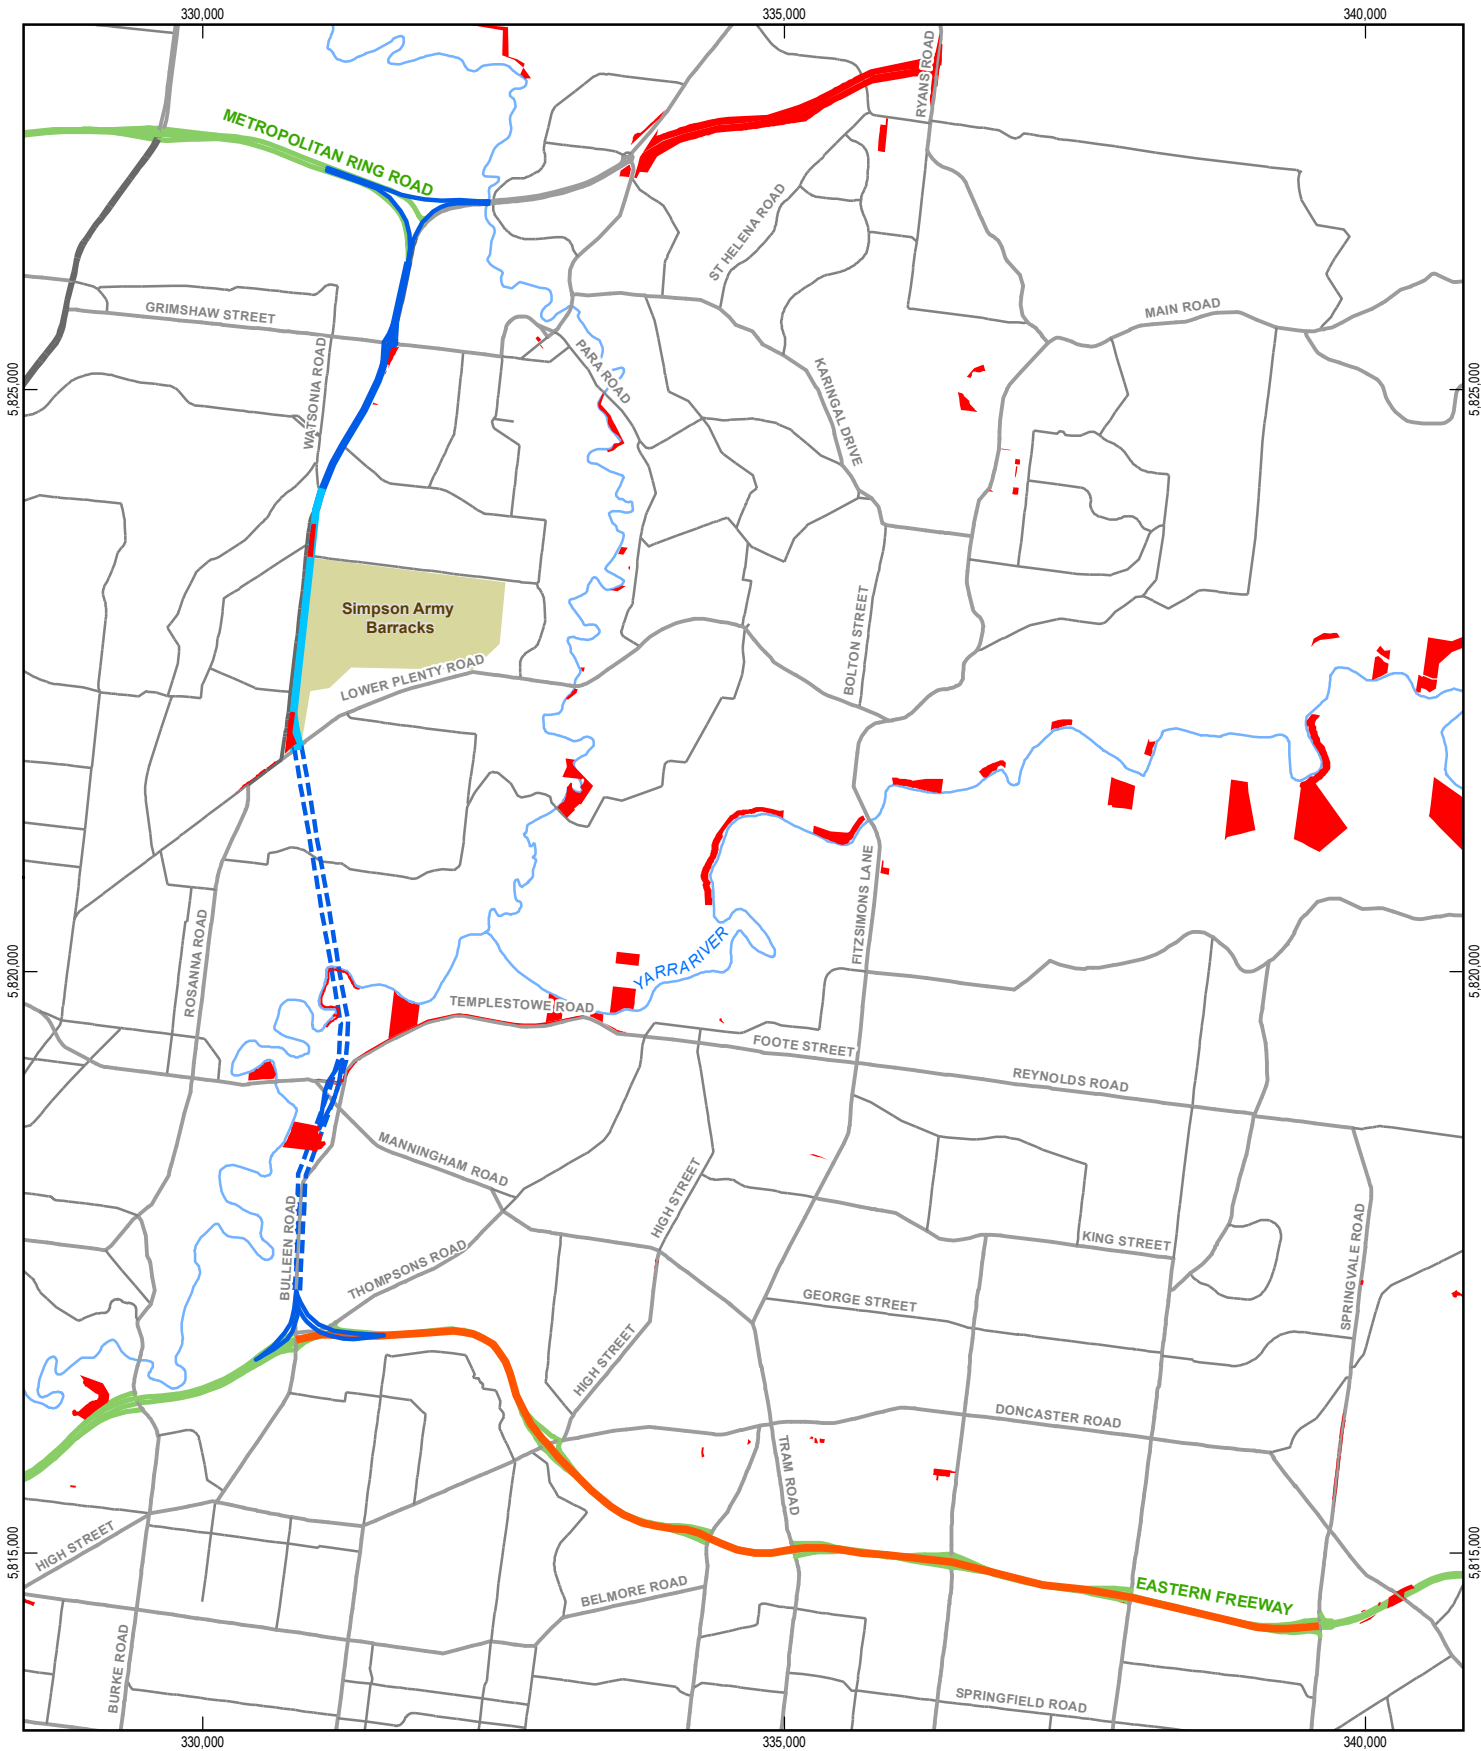 330,000
335,000
340,000
RYANS ROAD
METROPOLITAN RING ROAD
ST HELENA ROAD
GRIMSHAW STREET
MAIN ROAD
WATSONIA ROAD
PARA ROAD
KARINGAL DRIVE
5,825,000
5,825,000
Simpson Army
Barracks
BOLTON STREET
LOWER PLENTY ROAD
FITZSIMONS LANE
ROSANNA ROAD
YARRA RIVER
5,820,000
5,820,000
TEMPLESTOWE ROAD
FOOTE STREET
REYNOLDS ROAD
MANNINGHAM ROAD
HIGH STREET
BULLEEN ROAD
THOMPSONS ROAD
KING STREET
SPRINGVALE ROAD
GEORGE STREET
HIGH STREET
DONCASTER ROAD
TRAM ROAD
5,815,000
5,815,000
HIGH STREET
BELMORE ROAD
EASTERN FREEWAY
BURKE ROAD
SPRINGFIELD ROAD
330,000
335,000
340,000